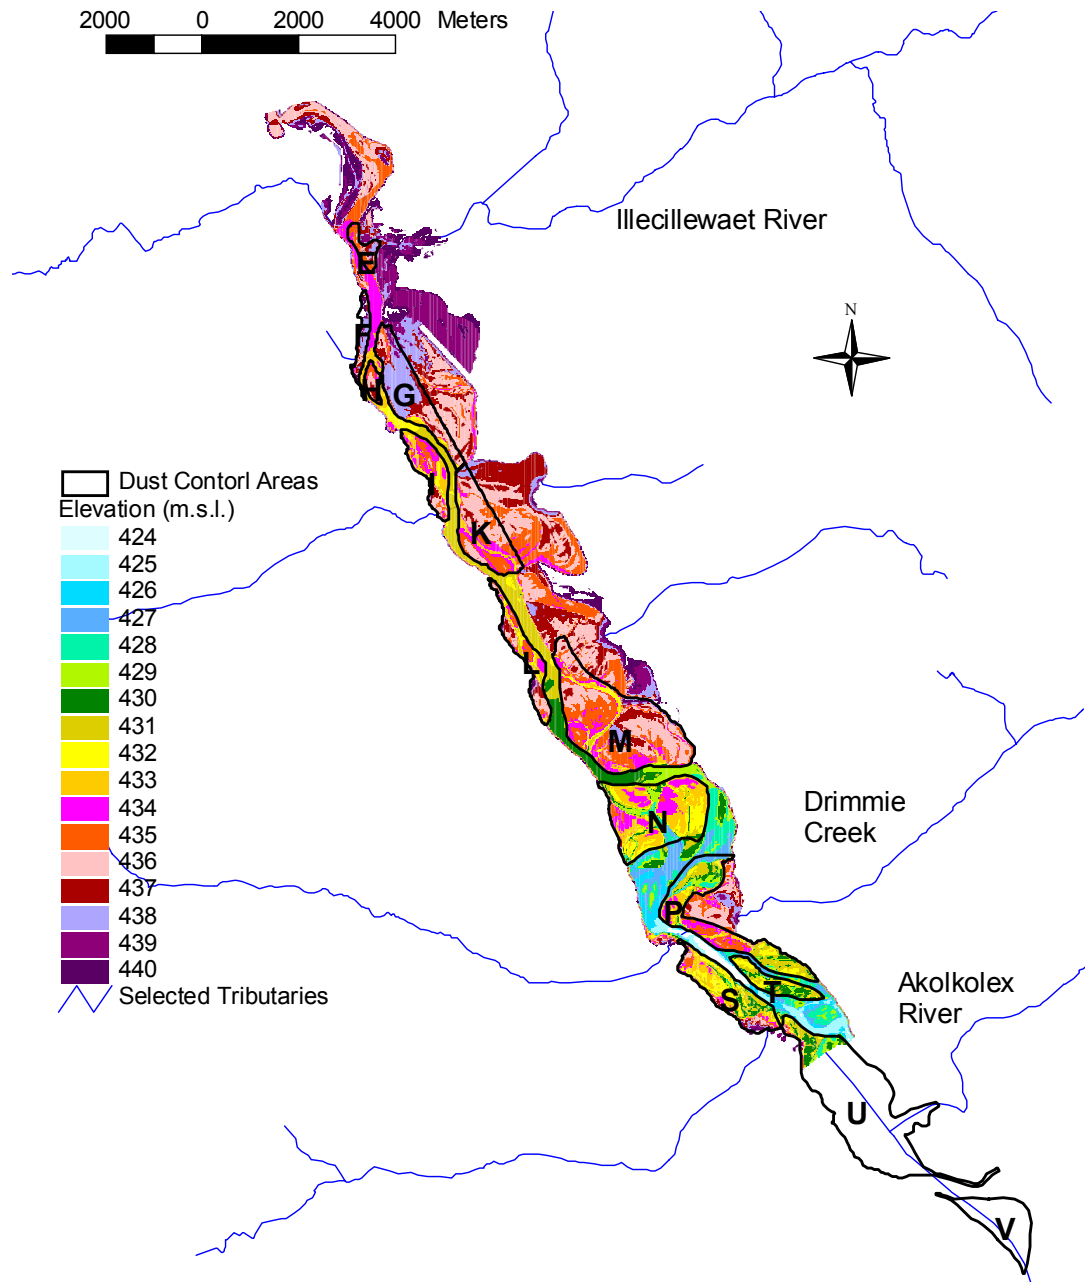 2000 0 2000 4000 Meters
Illecillewaet River
N
E
F
H
G
I
K
L
M
N
P
S
T
U
V
Dust Contorl Areas
Elevation (m.s.l.)
424
425
426
427
428
429
430
431
432
433
434
435
436
437
438
439
440
Selected Tributaries
Drimmie
Creek
Akolkolex
River